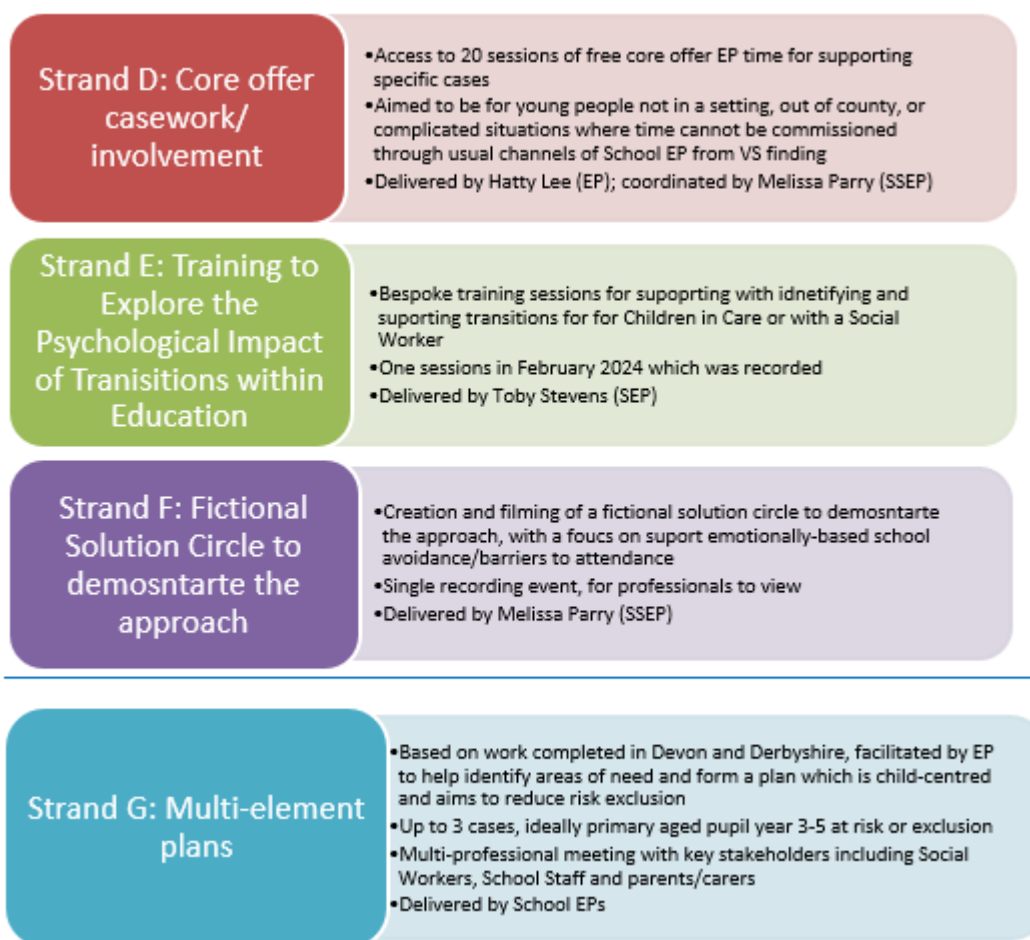 Strand D: Core offer
casework/
involvement
•Access to 20 sessions of free core offer EP time for supporting
specific cases
•Aimed to be for young people not in a setting, out of county, or
complicated situations where time cannot be commissioned
through usual channels of School EP from VS finding
•Delivered by Hatty Lee (EP); coordinated by Melissa Parry (SSEP)
Strand E: Training to
Explore the
Psychological Impact
of Tranisitions within
Education
•Bespoke training sessions for supoprting with idnetifying and
suporting transitions for for Children in Care or with a Social
Worker
•One sessions in February 2024 which was recorded
•Delivered by Toby Stevens (SEP)
Strand F: Fictional
Solution Circle to
demosntarte the
approach
•Creation and filming of a fictional solution circle to demosntarte
the approach, with a foucs on suport emotionally-based school
avoidance/barriers to attendance
•Single recording event, for professionals to view
•Delivered by Melissa Parry (SSEP)
Strand G: Multi-element
plans
•Based on work completed in Devon and Derbyshire, facilitated by EP
to help identify areas of need and form a plan which is child-centred
and aims to reduce risk exclusion
•Up to 3 cases, ideally primary aged pupil year 3-5 at risk or exclusion
•Multi-professional meeting with key stakeholders including Social
Workers, School Staff and parents/carers
•Delivered by School EPs